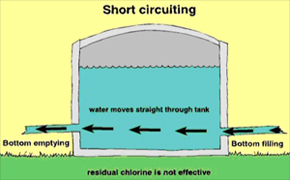 Short circuiting
water moves straight through tank
Bottom emptying
Bottom filling
residual chlorine is not effective